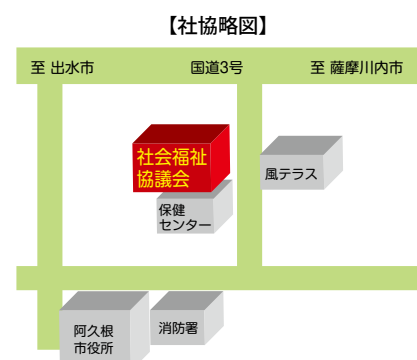 【社協略図】
至 出水市 国道3号 至 薩摩川内市
社会福祉
協議会
風テラス
保健
センター
阿久根
市役所
消防署